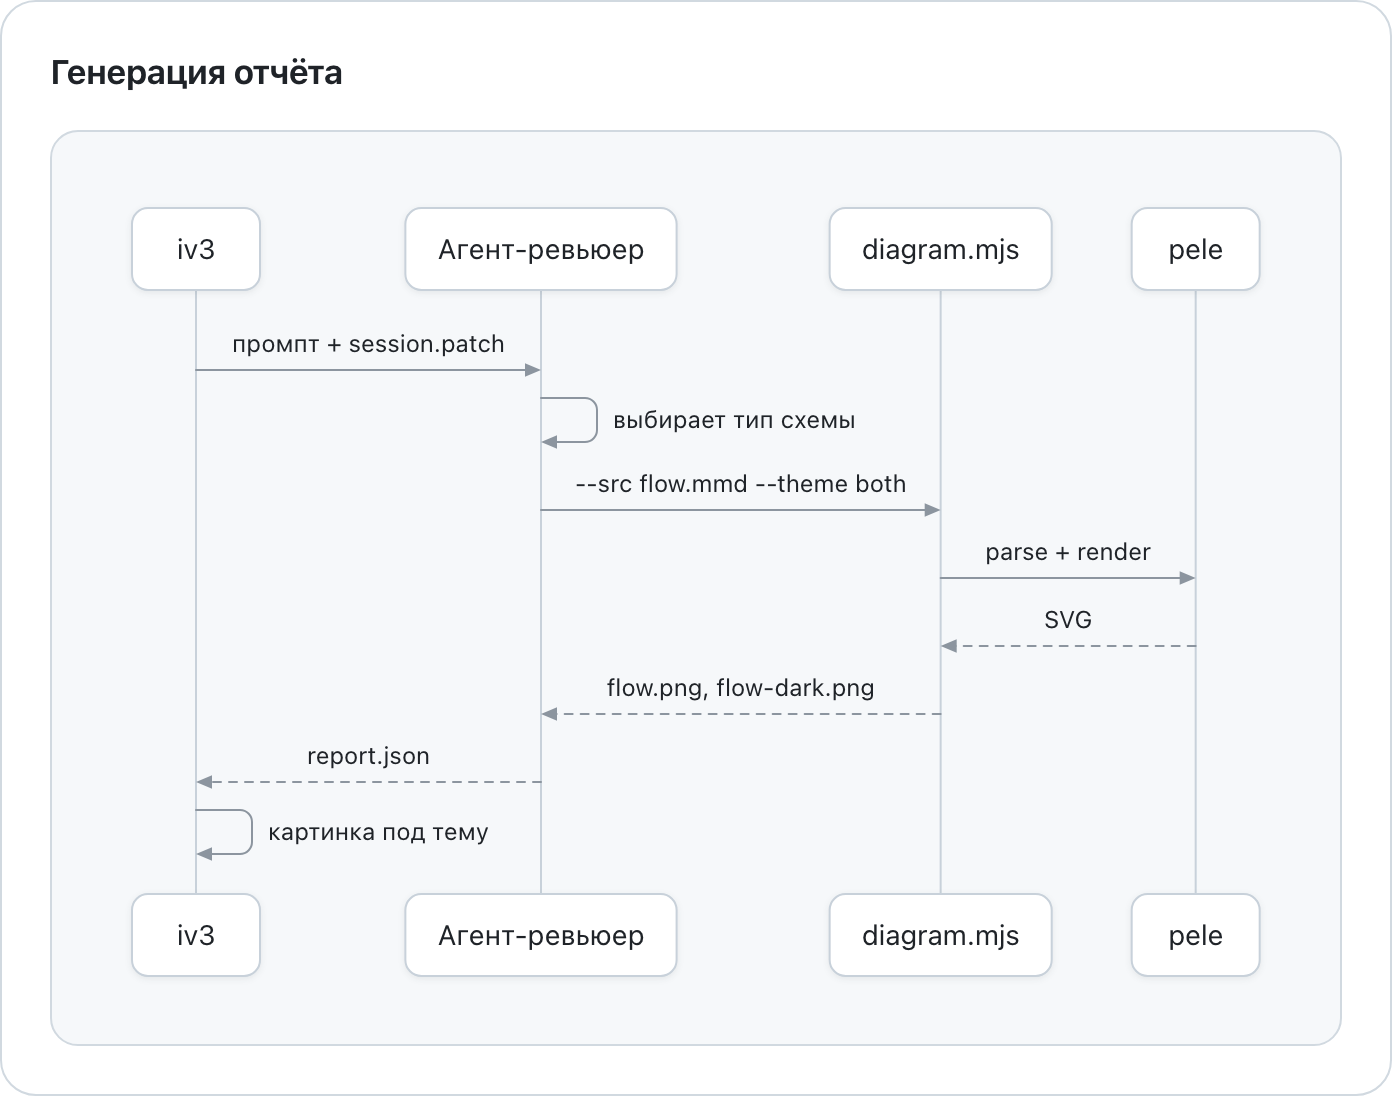 Генерация отчёта
iv3
Агент-ревьюер
diagram.mjs
pele
промпт + session.patch
выбирает тип схемы
--src flow.mmd --theme both
parse + render
SVG
flow.png, flow-dark.png
report.json
картинка под тему
iv3
Агент-ревьюер
diagram.mjs
pele